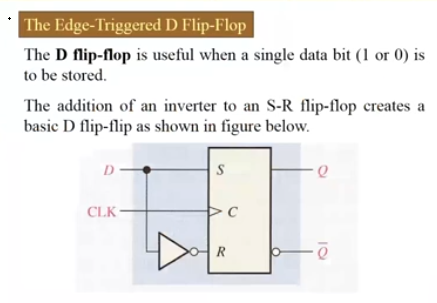 The Edge-Triggered D Flip-Flop
The D flip-flop is useful when a single data bit (1 or 0) is
to be stored.
The addition of an inverter to an S-R flip-flop creates a
basic D flip-flip as shown in figure below.
D S Q
CLK C
R Q̅